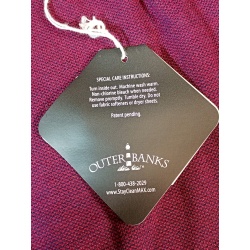 SPECIAL CARE INSTRUCTIONS:
Turn inside out. Machine wash warm.
Non-chlorine bleach when needed.
Remove promptly. Tumble dry. Do not
use fabric softeners or dryer sheets.
Patent pending.
OUTER BANKS
1-800-438-2029
www.StayCleanMAX.com